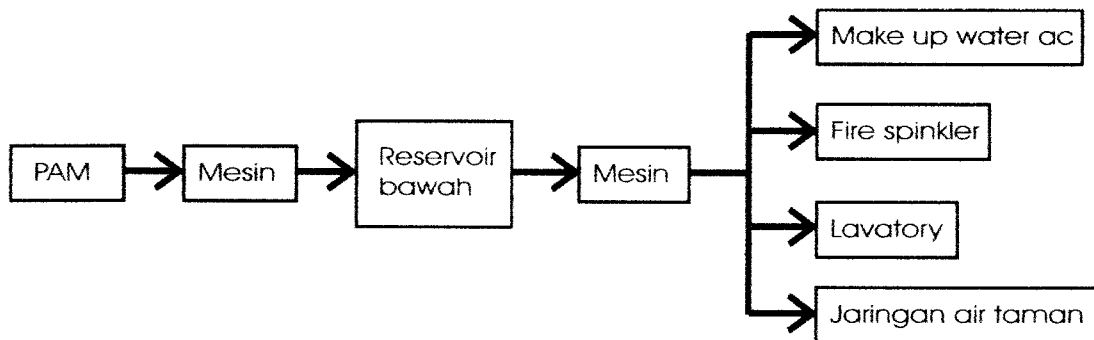 PAM
Mesin
Reservoir
bawah
Mesin
Make up water ac
Fire spinkler
Lavatory
Jaringan air taman